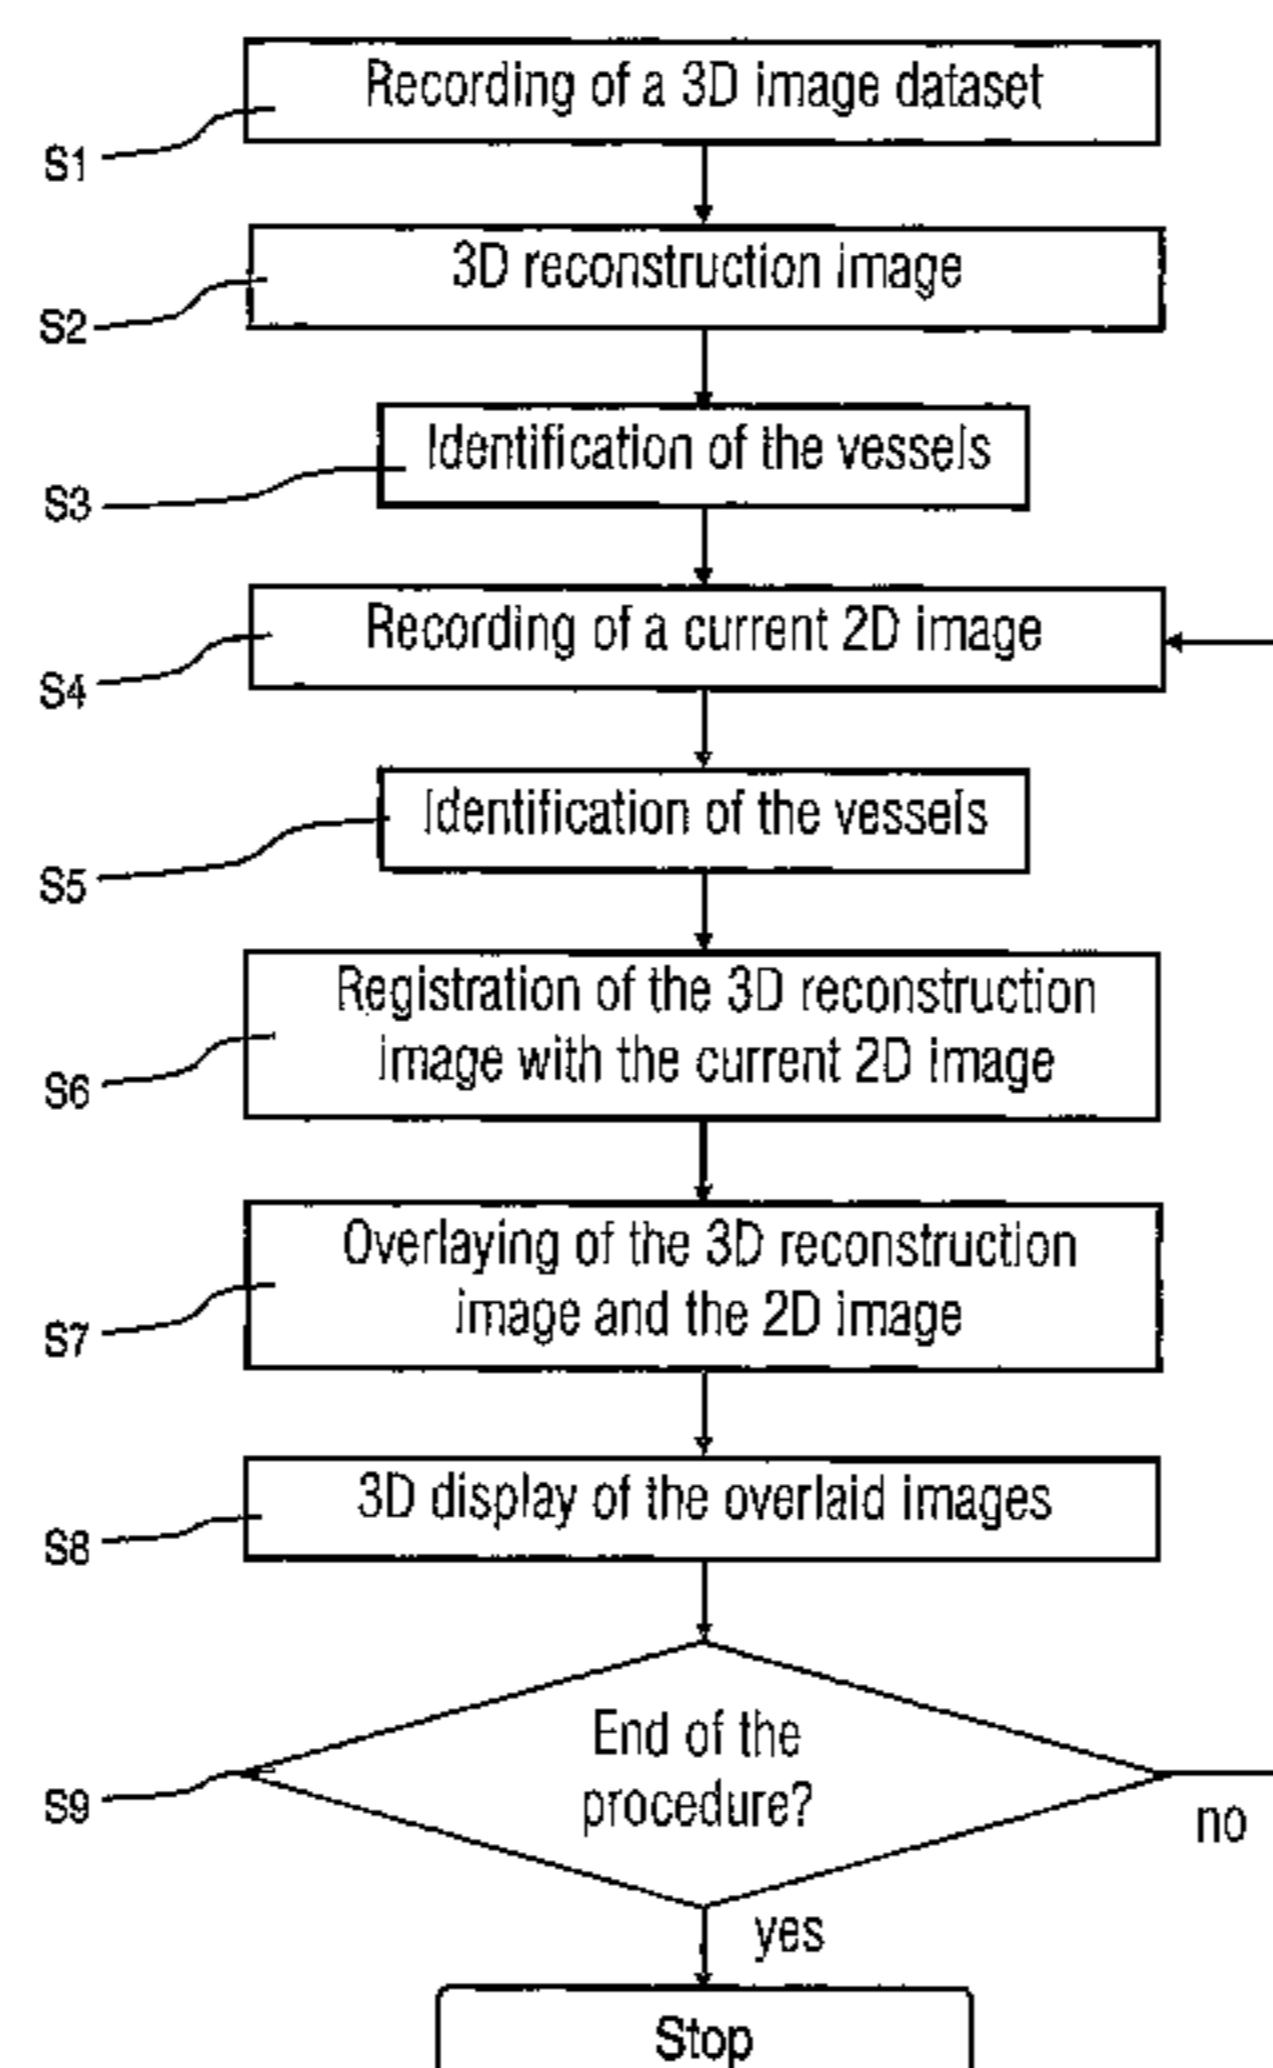 Recording of a 3D image dataset
S1
3D reconstruction image
S2
Identification of the vessels
S3
Recording of a current 2D image
S4
Identification of the vessels
S5
Registration of the 3D reconstruction
image with the current 2D image
S6
Overlaying of the 3D reconstruction
image and the 2D image
S7
3D display of the overlaid images
S8
End of the
procedure?
S9
no
yes
Stop